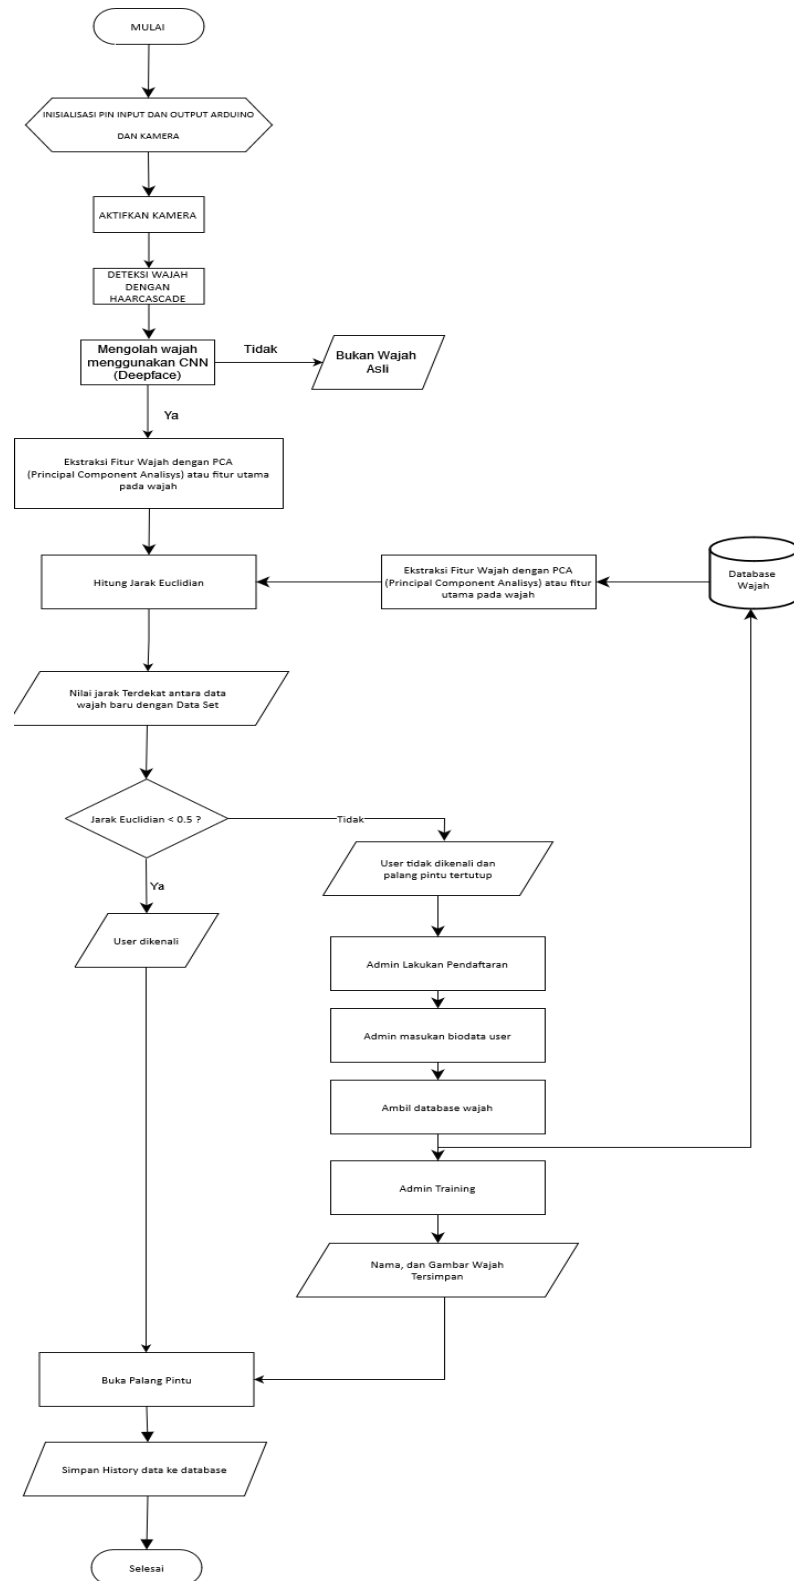 MULAI
INISIALISASI PIN INPUT DAN OUTPUT ARDUINO
DAN KAMERA
AKTIFKAN KAMERA
DETEKSI WAJAH
DENGAN
HAARCASCADE
Mengolah wajah
menggunakan CNN
(Deepface)
Tidak
Bukan Wajah
Asli
Ya
Ekstraksi Fitur Wajah dengan PCA
(Principal Component Analisys) atau fitur utama
pada wajah
Hitung Jarak Euclidian
Ekstraksi Fitur Wajah dengan PCA
(Principal Component Analisys) atau fitur
utama pada wajah
Database
Wajah
Nilai jarak Terdekat antara data
wajah baru dengan Data Set
Jarak Euclidian < 0.5 ?
Tidak
User tidak dikenali dan
palang pintu tertutup
Ya
User dikenali
Admin Lakukan Pendaftaran
Admin masukan biodata user
Ambil database wajah
Admin Training
Nama, dan Gambar Wajah
Tersimpan
Buka Palang Pintu
Simpan History data ke database
Selesai